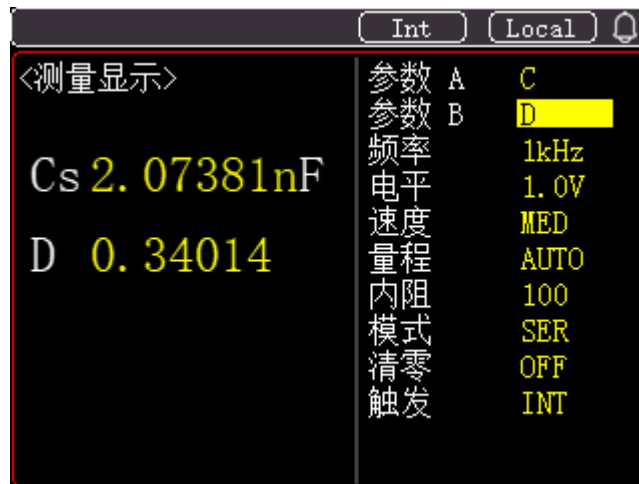 Int Local
<测量显示>
Cs 2.07381nF
D 0.34014
参数 A C
参数 B D
频率 1kHz
电平 1.0V
速度 MED
量程 AUTO
内阻 100
模式 SER
清零 OFF
触发 INT